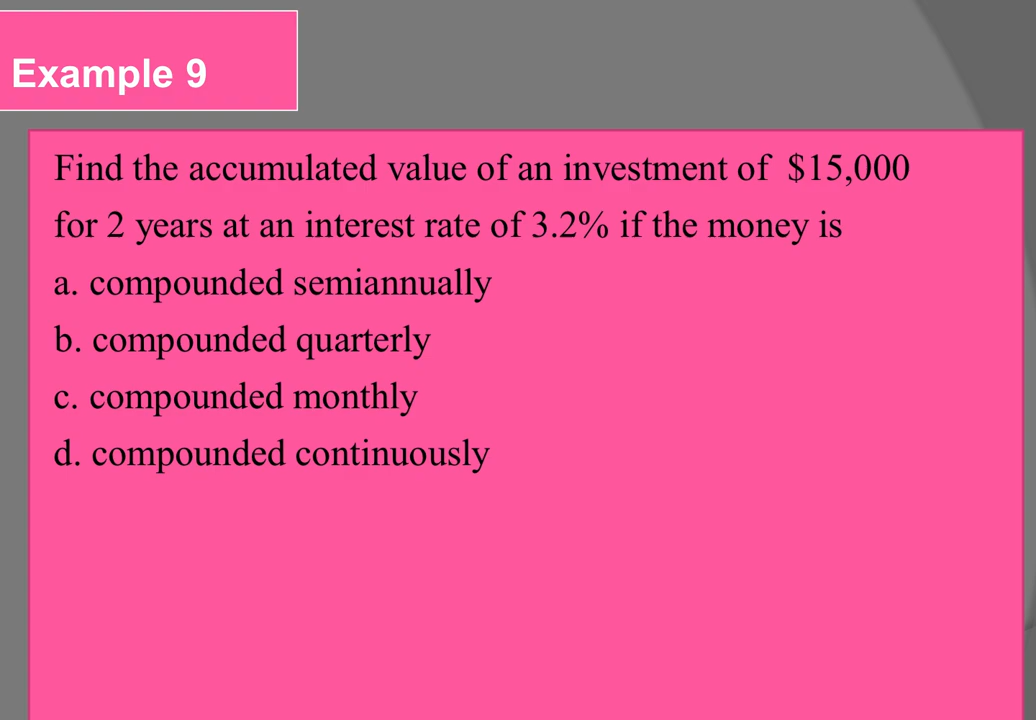 Example 9
Find the accumulated value of an investment of  $15,000
for 2 years at an interest rate of 3.2% if the money is
a. compounded semiannually
b. compounded quarterly
c. compounded monthly
d. compounded continuously